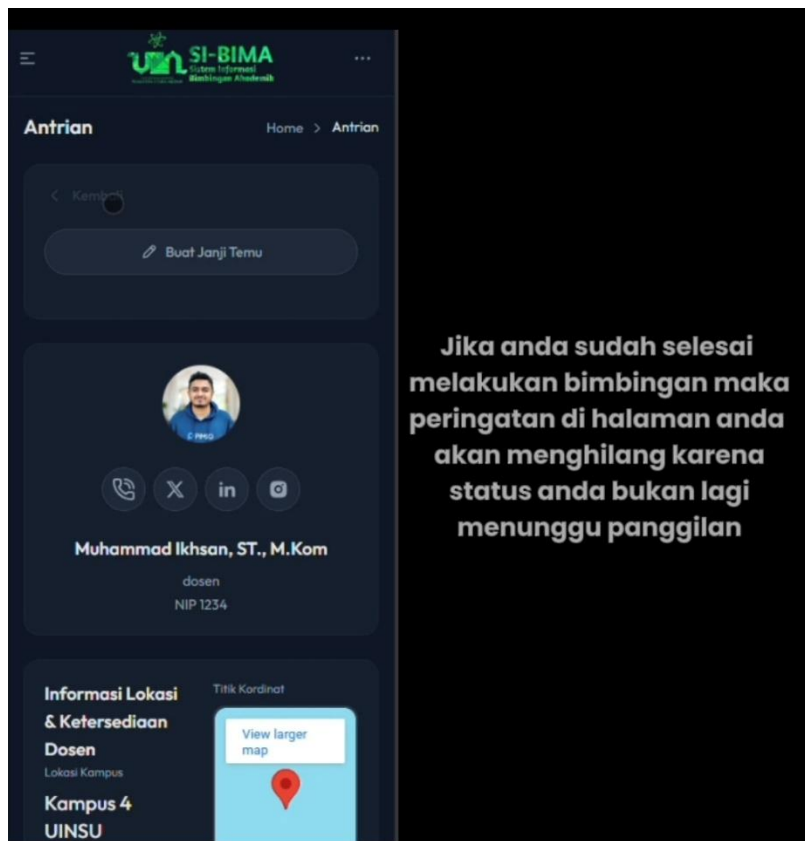 SI-BIMA
Sistem Informasi
Bimbingan Akademik
Antrian
Home > Antrian
Kembali
Buat Janji Temu
Muhammad Ikhsan, ST., M.Kom
dosen
NIP 1234
Informasi Lokasi
& Ketersediaan
Dosen
Lokasi Kampus
Kampus 4
UINSU
Titik Kordinat
View larger
map
Jika anda sudah selesai
melakukan bimbingan maka
peringatan di halaman anda
akan menghilang karena
status anda bukan lagi
menunggu panggilan